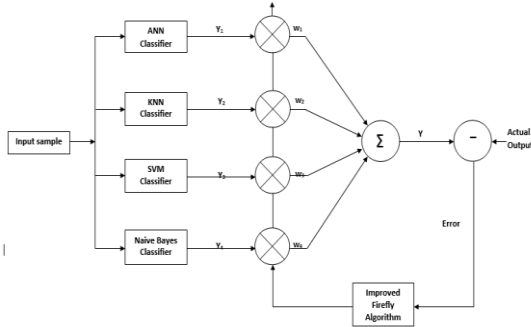 ANN
Classifier
Y₁
w₁
KNN
Classifier
Y₂
w₂
Input sample
Σ
Y
−
Actual
Output
SVM
Classifier
Y₃
w₃
Naive Bayes
Classifier
Y₄
w₄
Error
Improved
Firefly
Algorithm